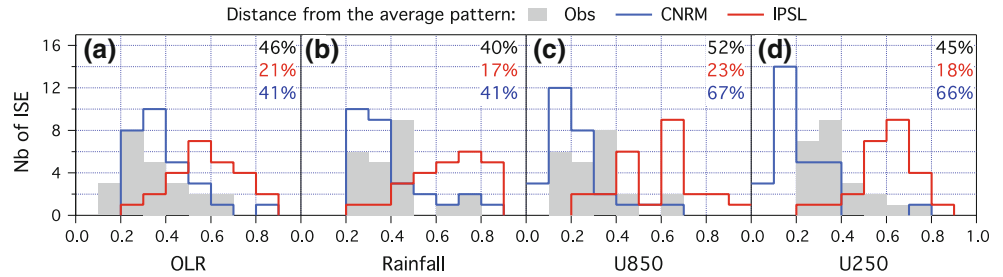 Distance from the average pattern: Obs CNRM IPSL
(a) 46% (b) 40% (c) 52% (d) 45%
21% 17% 23% 18%
41% 41% 67% 66%
Nb of ISE
16
12
8
4
0
0.0 0.2 0.4 0.6 0.8 0.0 0.2 0.4 0.6 0.8 0.0 0.2 0.4 0.6 0.8 0.0 0.2 0.4 0.6 0.8 1.0
OLR Rainfall U850 U250